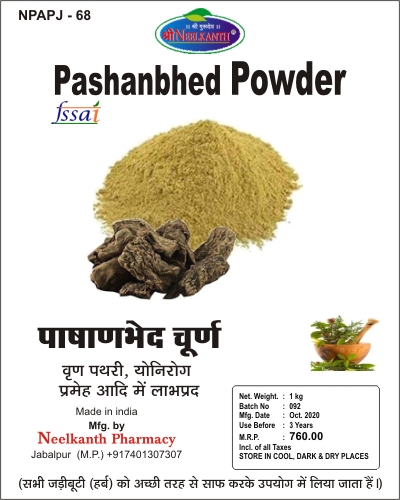 NPAPJ - 68
|| श्री गुरूदेव ||
श्री NEELKANTH ®
Pashanbhed Powder
fssai
पाषाणभेद चूर्ण
वृण पथरी, योनिरोग
प्रमेह आदि में लाभप्रद
Made in india
Mfg. by
Neelkanth Pharmacy
Jabalpur (M.P.) +917401307307
Net. Weight. : 1 kg
Batch No : 092
Mfg. Date : Oct. 2020
Use Before : 3 Years
M.R.P. : 760.00
Incl. of all Taxes
STORE IN COOL, DARK & DRY PLACES
(सभी जड़ीबूटी (हर्ब) को अच्छी तरह से साफ करके उपयोग में लिया जाता हैं।)